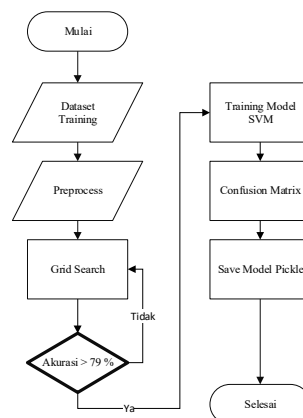 Mulai
Dataset
Training
Preprocess
Grid Search
Tidak
Akurasi > 79 %
Ya
Training Model
SVM
Confusion Matrix
Save Model Pickle
Selesai